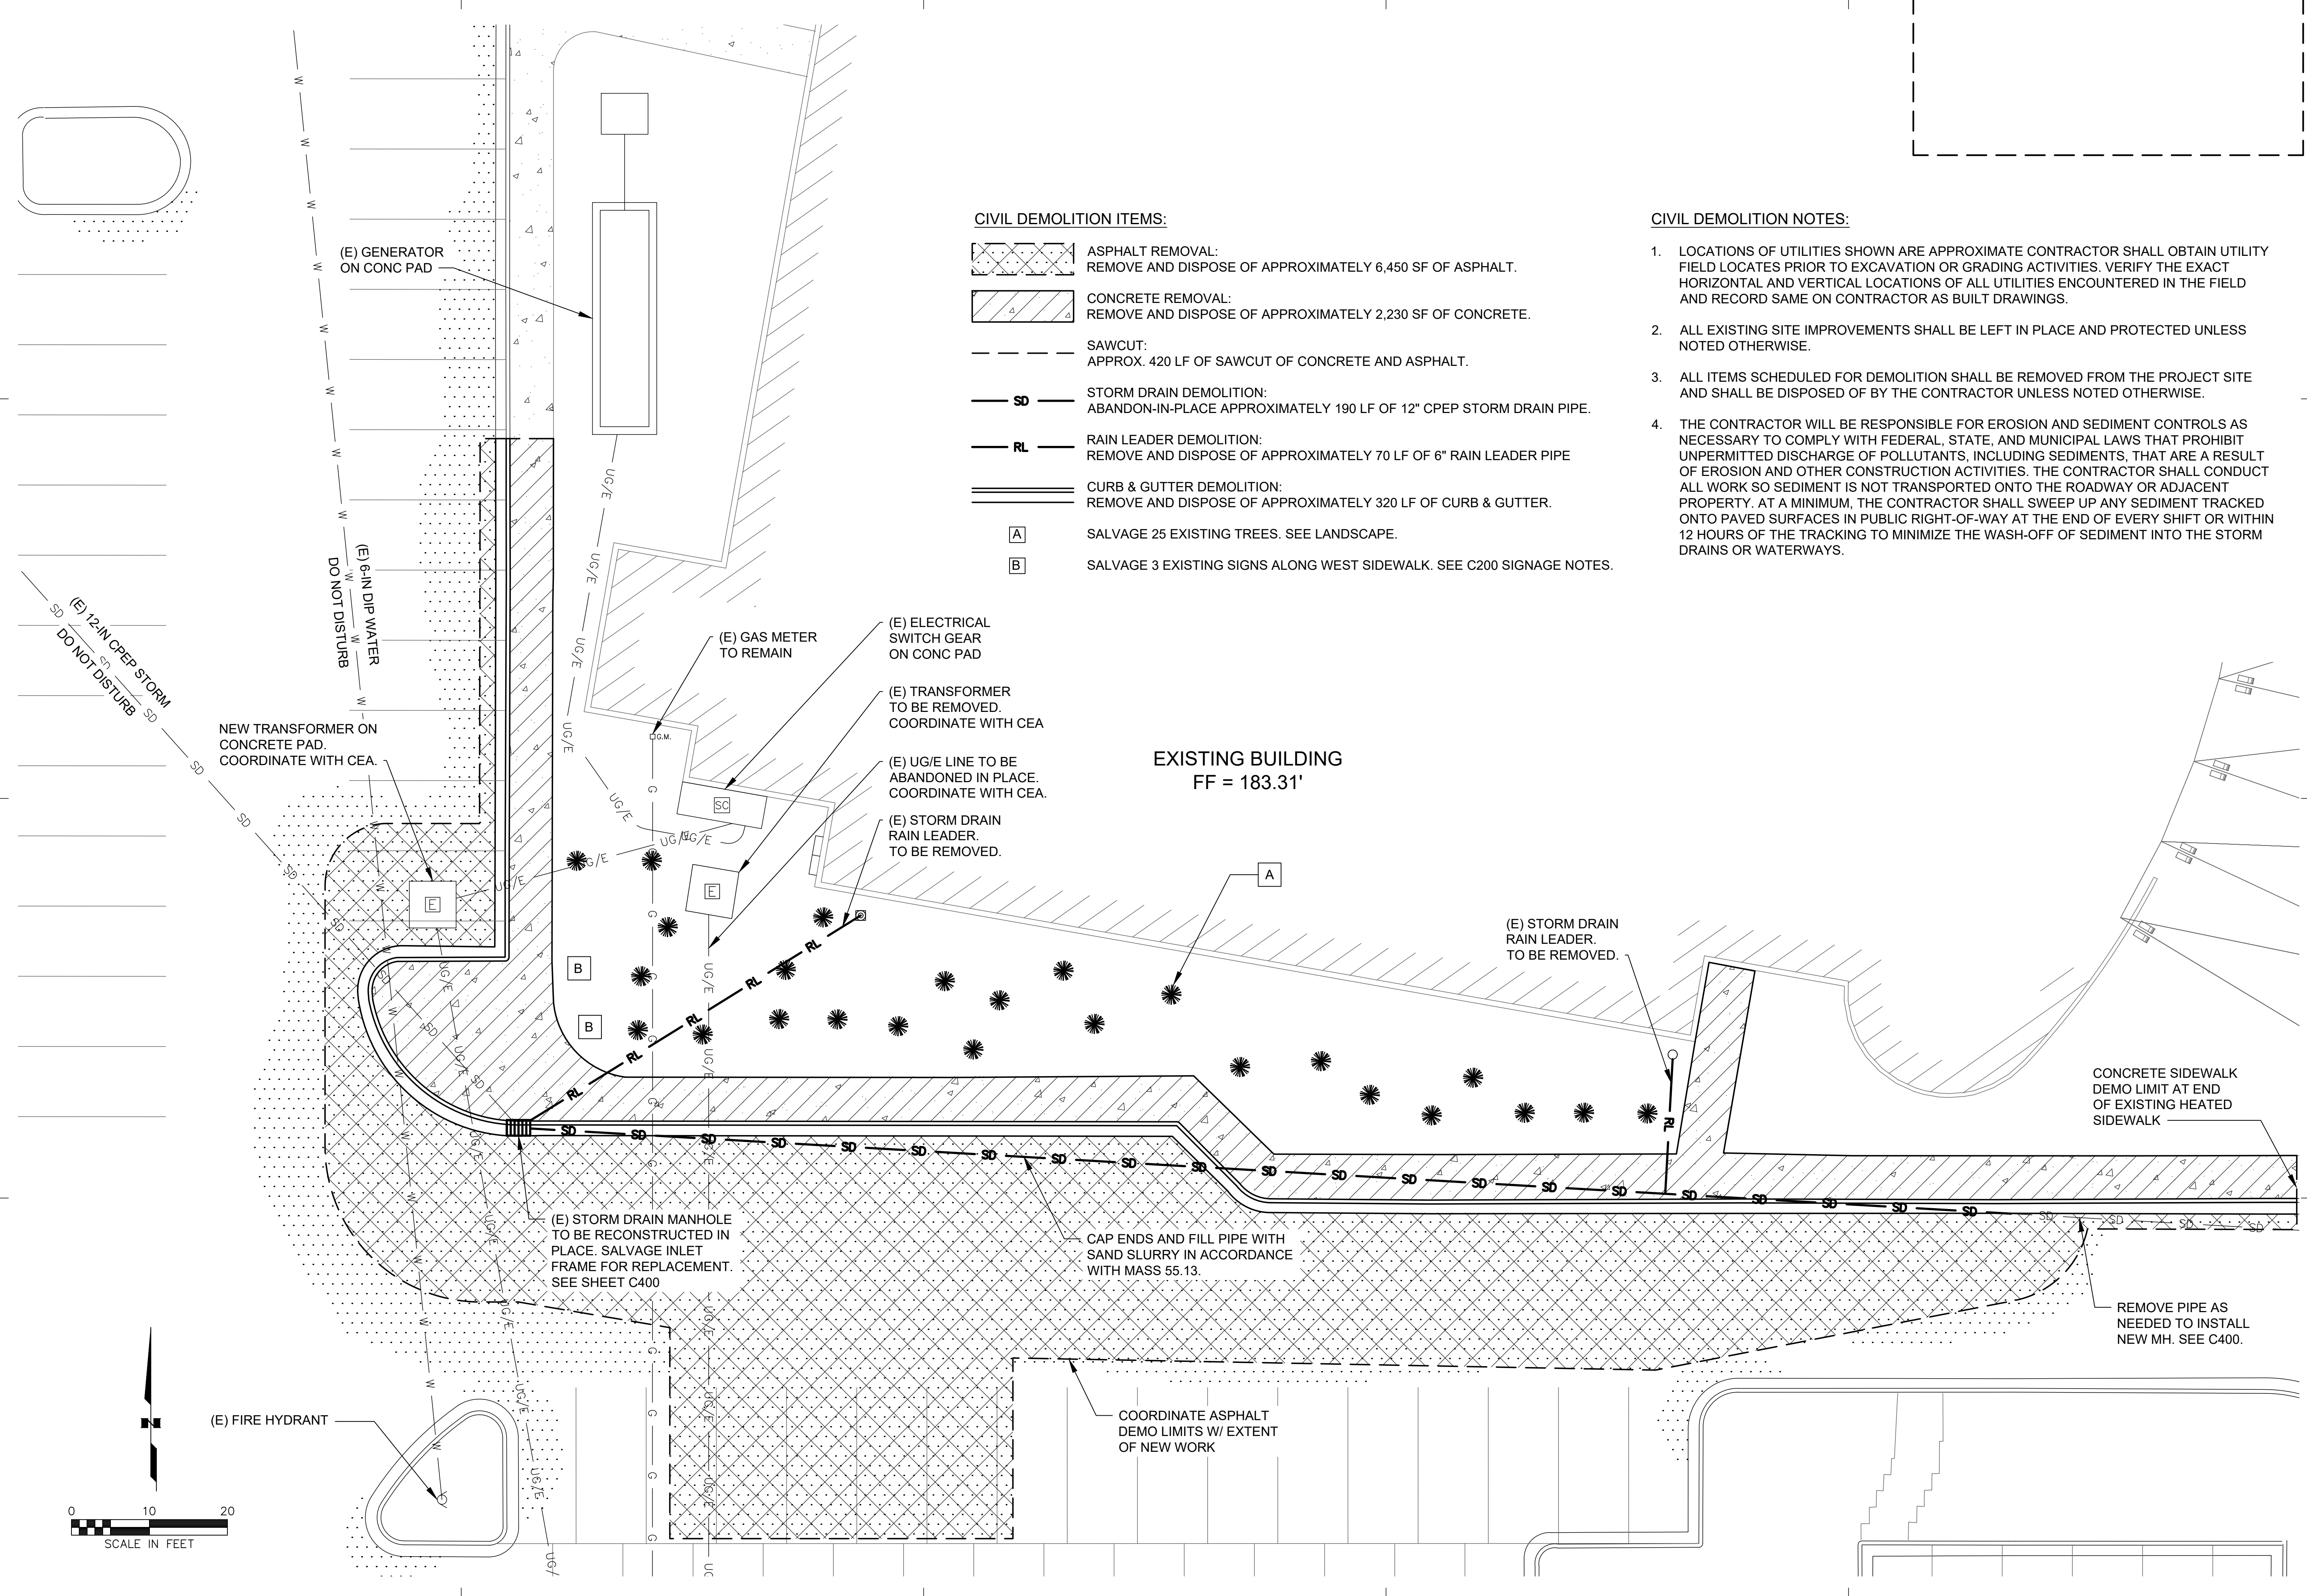 CIVIL DEMOLITION ITEMS:
ASPHALT REMOVAL:
REMOVE AND DISPOSE OF APPROXIMATELY 6,450 SF OF ASPHALT.
CONCRETE REMOVAL:
REMOVE AND DISPOSE OF APPROXIMATELY 2,230 SF OF CONCRETE.
SAWCUT:
APPROX. 420 LF OF SAWCUT OF CONCRETE AND ASPHALT.
SD
STORM DRAIN DEMOLITION:
ABANDON-IN-PLACE APPROXIMATELY 190 LF OF 12" CPEP STORM DRAIN PIPE.
RL
RAIN LEADER DEMOLITION:
REMOVE AND DISPOSE OF APPROXIMATELY 70 LF OF 6" RAIN LEADER PIPE
CURB & GUTTER DEMOLITION:
REMOVE AND DISPOSE OF APPROXIMATELY 320 LF OF CURB & GUTTER.
A
SALVAGE 25 EXISTING TREES. SEE LANDSCAPE.
B
SALVAGE 3 EXISTING SIGNS ALONG WEST SIDEWALK. SEE C200 SIGNAGE NOTES.
CIVIL DEMOLITION NOTES:
1. LOCATIONS OF UTILITIES SHOWN ARE APPROXIMATE CONTRACTOR SHALL OBTAIN UTILITY
FIELD LOCATES PRIOR TO EXCAVATION OR GRADING ACTIVITIES. VERIFY THE EXACT
HORIZONTAL AND VERTICAL LOCATIONS OF ALL UTILITIES ENCOUNTERED IN THE FIELD
AND RECORD SAME ON CONTRACTOR AS BUILT DRAWINGS.
2. ALL EXISTING SITE IMPROVEMENTS SHALL BE LEFT IN PLACE AND PROTECTED UNLESS
NOTED OTHERWISE.
3. ALL ITEMS SCHEDULED FOR DEMOLITION SHALL BE REMOVED FROM THE PROJECT SITE
AND SHALL BE DISPOSED OF BY THE CONTRACTOR UNLESS NOTED OTHERWISE.
4. THE CONTRACTOR WILL BE RESPONSIBLE FOR EROSION AND SEDIMENT CONTROLS AS
NECESSARY TO COMPLY WITH FEDERAL, STATE, AND MUNICIPAL LAWS THAT PROHIBIT
UNPERMITTED DISCHARGE OF POLLUTANTS, INCLUDING SEDIMENTS, THAT ARE A RESULT
OF EROSION AND OTHER CONSTRUCTION ACTIVITIES. THE CONTRACTOR SHALL CONDUCT
ALL WORK SO SEDIMENT IS NOT TRANSPORTED ONTO THE ROADWAY OR ADJACENT
PROPERTY. AT A MINIMUM, THE CONTRACTOR SHALL SWEEP UP ANY SEDIMENT TRACKED
ONTO PAVED SURFACES IN PUBLIC RIGHT-OF-WAY AT THE END OF EVERY SHIFT OR WITHIN
12 HOURS OF THE TRACKING TO MINIMIZE THE WASH-OFF OF SEDIMENT INTO THE STORM
DRAINS OR WATERWAYS.
(E) GENERATOR
ON CONC PAD
(E) 6-IN DIP WATER
DO NOT DISTURB
(E) 12-IN CPEP STORM
DO NOT DISTURB
NEW TRANSFORMER ON
CONCRETE PAD.
COORDINATE WITH CEA.
(E) GAS METER
TO REMAIN
G.M.
(E) ELECTRICAL
SWITCH GEAR
ON CONC PAD
(E) TRANSFORMER
TO BE REMOVED.
COORDINATE WITH CEA
(E) UG/E LINE TO BE
ABANDONED IN PLACE.
COORDINATE WITH CEA.
(E) STORM DRAIN
RAIN LEADER.
TO BE REMOVED.
EXISTING BUILDING
FF = 183.31'
SC
E
E
A
B
B
(E) STORM DRAIN
RAIN LEADER.
TO BE REMOVED.
CONCRETE SIDEWALK
DEMO LIMIT AT END
OF EXISTING HEATED
SIDEWALK
W
SD
UG/E
G
RL
(E) STORM DRAIN MANHOLE
TO BE RECONSTRUCTED IN
PLACE. SALVAGE INLET
FRAME FOR REPLACEMENT.
SEE SHEET C400
CAP ENDS AND FILL PIPE WITH
SAND SLURRY IN ACCORDANCE
WITH MASS 55.13.
REMOVE PIPE AS
NEEDED TO INSTALL
NEW MH. SEE C400.
COORDINATE ASPHALT
DEMO LIMITS W/ EXTENT
OF NEW WORK
(E) FIRE HYDRANT
N
0 10 20
SCALE IN FEET